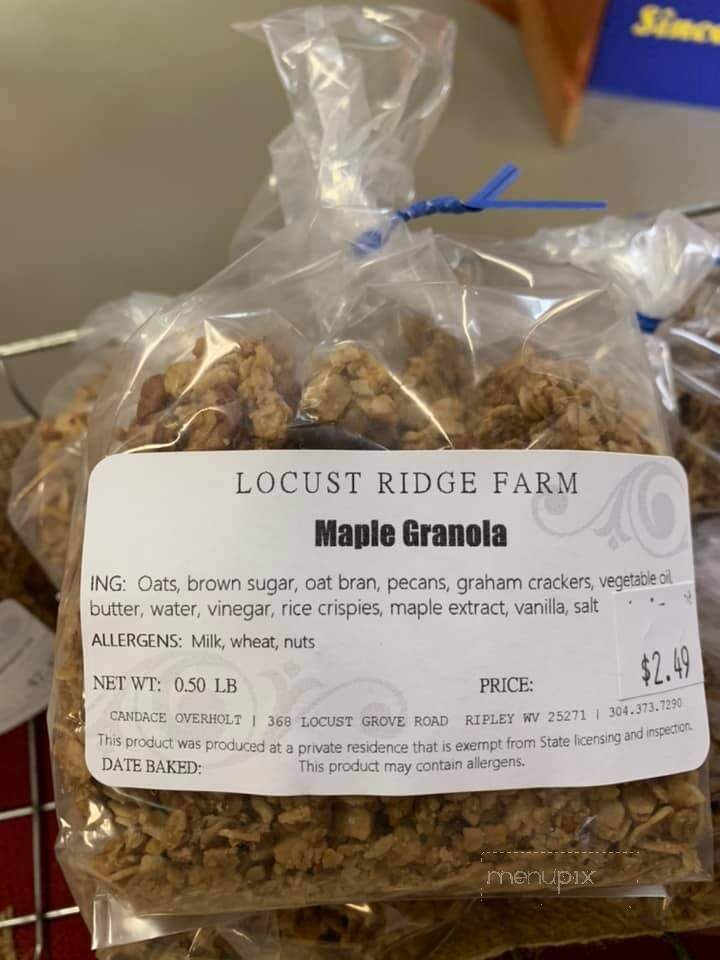 Since
LOCUST RIDGE FARM
Maple Granola
ING: Oats, brown sugar, oat bran, pecans, graham crackers, vegetable oil,
butter, water, vinegar, rice crispies, maple extract, vanilla, salt
ALLERGENS: Milk, wheat, nuts
$2.49
NET WT: 0.50 LB PRICE:
CANDACE OVERHOLT | 368 LOCUST GROVE ROAD RIPLEY WV 25271 | 304.373.7290
This product was produced at a private residence that is exempt from State licensing and inspection.
DATE BAKED: This product may contain allergens.
menupix